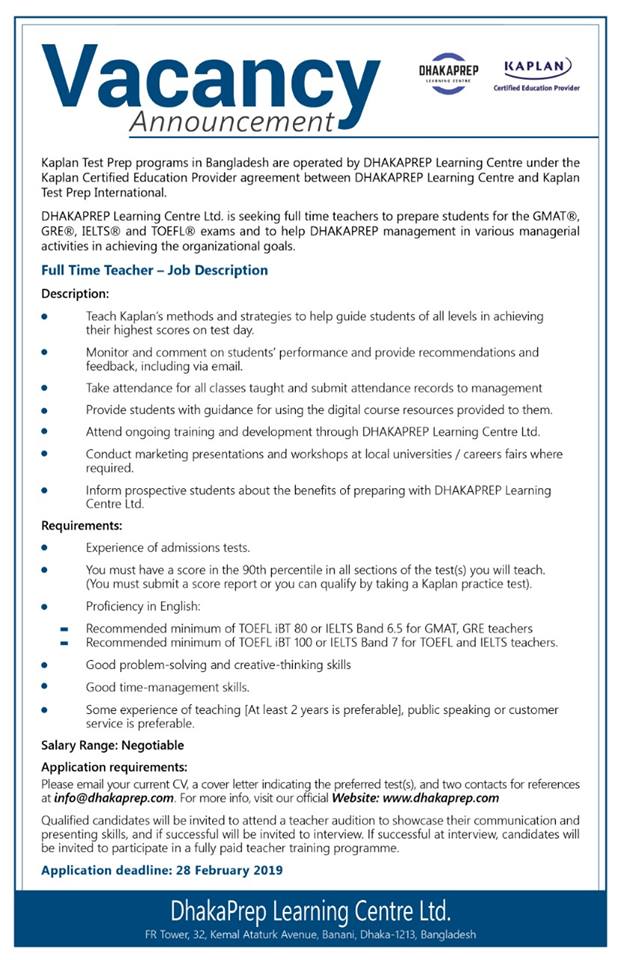 Vacancy
Announcement
DHAKAPREP
LEARNING CENTRE
KAPLAN
Certified Education Provider
Kaplan Test Prep programs in Bangladesh are operated by DHAKAPREP Learning Centre under the
Kaplan Certified Education Provider agreement between DHAKAPREP Learning Centre and Kaplan
Test Prep International.
DHAKAPREP Learning Centre Ltd. is seeking full time teachers to prepare students for the GMAT®,
GRE®, IELTS® and TOEFL® exams and to help DHAKAPREP management in various managerial
activities in achieving the organizational goals.
Full Time Teacher – Job Description
Description:
• Teach Kaplan's methods and strategies to help guide students of all levels in achieving
their highest scores on test day.
• Monitor and comment on students' performance and provide recommendations and
feedback, including via email.
• Take attendance for all classes taught and submit attendance records to management
• Provide students with guidance for using the digital course resources provided to them.
• Attend ongoing training and development through DHAKAPREP Learning Centre Ltd.
• Conduct marketing presentations and workshops at local universities / careers fairs where
required.
• Inform prospective students about the benefits of preparing with DHAKAPREP Learning
Centre Ltd.
Requirements:
• Experience of admissions tests.
• You must have a score in the 90th percentile in all sections of the test(s) you will teach.
(You must submit a score report or you can qualify by taking a Kaplan practice test).
• Proficiency in English:
- Recommended minimum of TOEFL iBT 80 or IELTS Band 6.5 for GMAT, GRE teachers
- Recommended minimum of TOEFL iBT 100 or IELTS Band 7 for TOEFL and IELTS teachers.
• Good problem-solving and creative-thinking skills
• Good time-management skills.
• Some experience of teaching [At least 2 years is preferable], public speaking or customer
service is preferable.
Salary Range: Negotiable
Application requirements:
Please email your current CV, a cover letter indicating the preferred test(s), and two contacts for references
at info@dhakaprep.com. For more info, visit our official Website: www.dhakaprep.com
Qualified candidates will be invited to attend a teacher audition to showcase their communication and
presenting skills, and if successful will be invited to interview. If successful at interview, candidates will
be invited to participate in a fully paid teacher training programme.
Application deadline: 28 February 2019
DhakaPrep Learning Centre Ltd.
FR Tower, 32, Kemal Ataturk Avenue, Banani, Dhaka-1213, Bangladesh